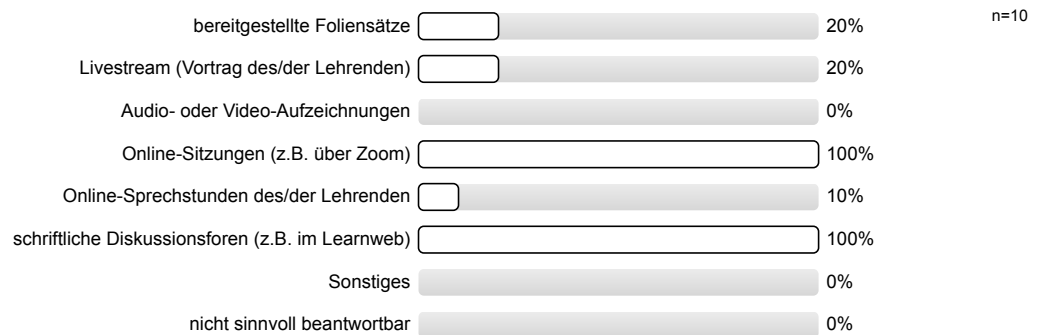 bereitgestellte Foliensätze 20% n=10
Livestream (Vortrag des/der Lehrenden) 20%
Audio- oder Video-Aufzeichnungen 0%
Online-Sitzungen (z.B. über Zoom) 100%
Online-Sprechstunden des/der Lehrenden 10%
schriftliche Diskussionsforen (z.B. im Learnweb) 100%
Sonstiges 0%
nicht sinnvoll beantwortbar 0%